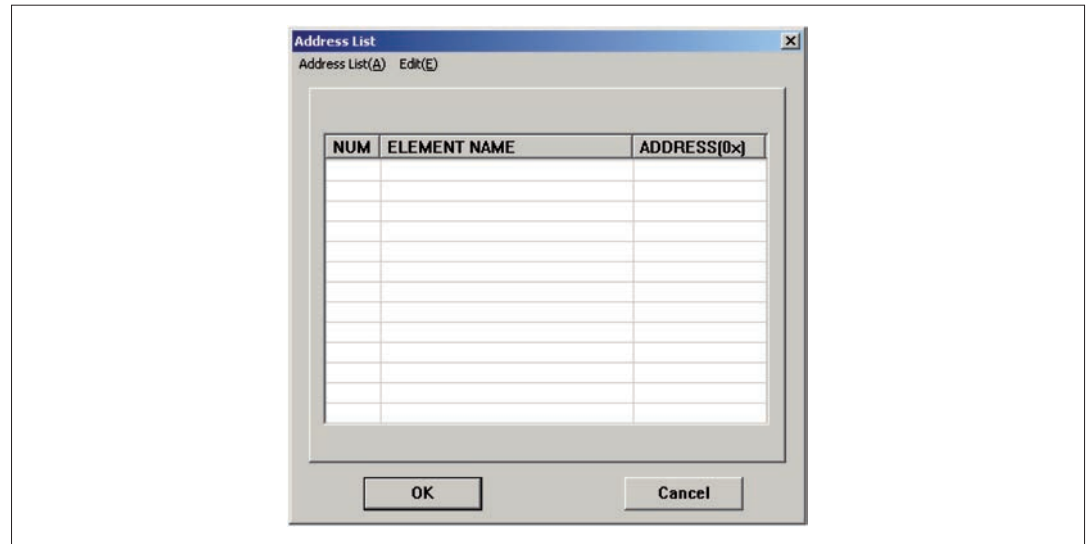 Address List
Address List(A) Edit(E)
NUM ELEMENT NAME ADDRESS(0x)
OK Cancel